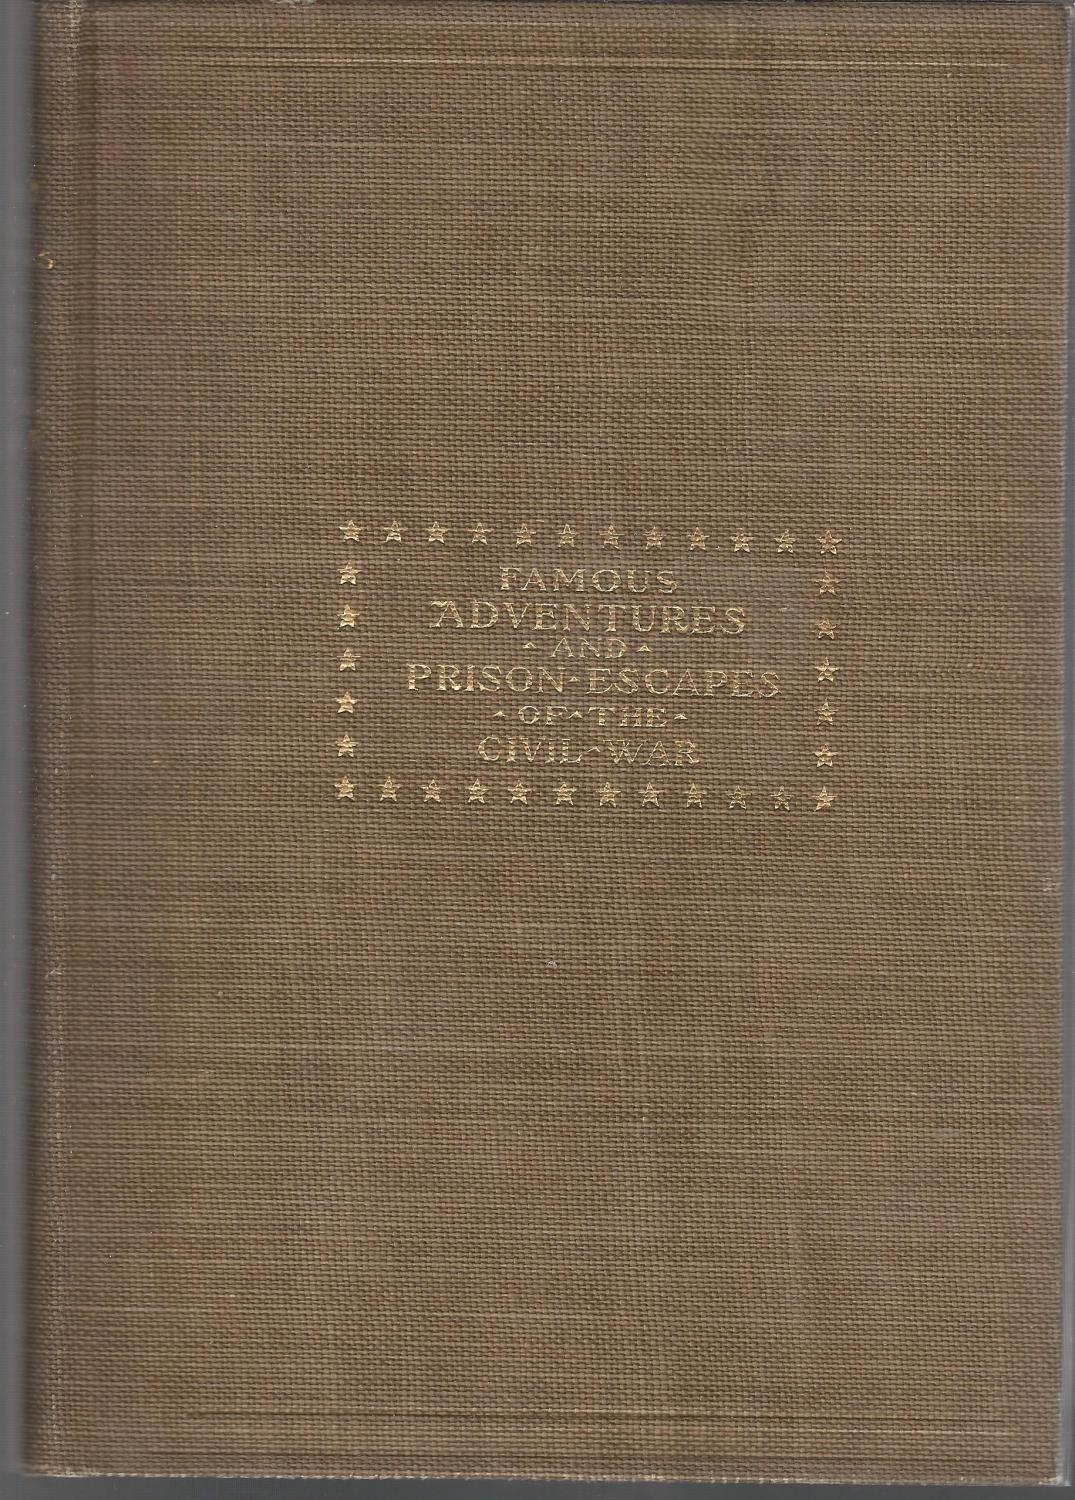 FAMOUS
ADVENTURES
AND
PRISON-ESCAPES
OF THE
CIVIL WAR